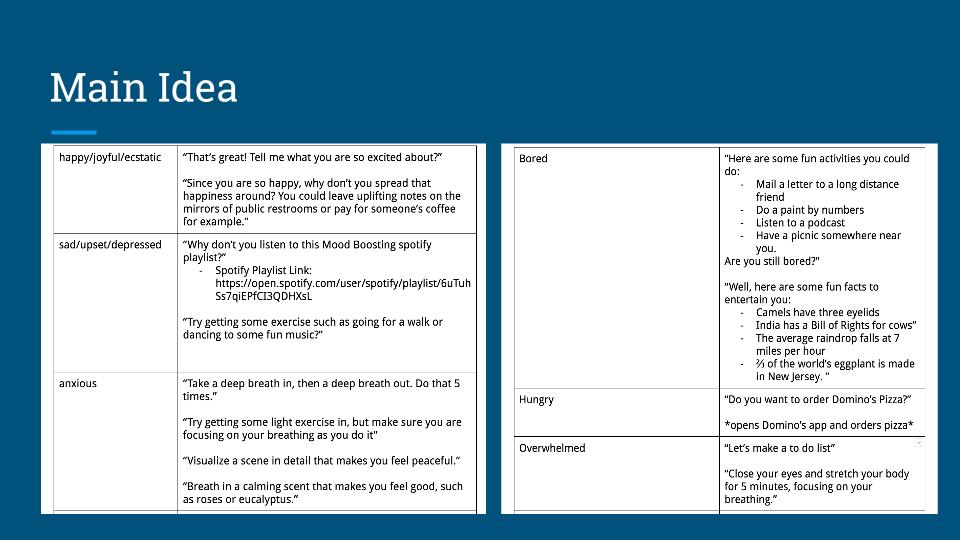 Main Idea
happy/joyful/ecstatic
“That’s great! Tell me what you are so excited about?”
“Since you are so happy, why don’t you spread that
happiness around? You could leave uplifting notes on the
mirrors of public restrooms or pay for someone’s coffee
for example.”
sad/upset/depressed
“Why don’t you listen to this Mood Boosting spotify
playlist?”
- Spotify Playlist Link:
https://open.spotify.com/user/spotify/playlist/6uTuh
Ss7qiEPfCI3QDHXsL
“Try getting some exercise such as going for a walk or
dancing to some fun music?”
anxious
“Take a deep breath in, then a deep breath out. Do that 5
times.”
“Try getting some light exercise in, but make sure you are
focusing on your breathing as you do it”
“Visualize a scene in detail that makes you feel peaceful.”
“Breath in a calming scent that makes you feel good, such
as roses or eucalyptus.”
Bored
“Here are some fun activities you could
do:
- Mail a letter to a long distance
friend
- Do a paint by numbers
- Listen to a podcast
- Have a picnic somewhere near
you.
Are you still bored?”
“Well, here are some fun facts to
entertain you:
- Camels have three eyelids
- India has a Bill of Rights for cows”
- The average raindrop falls at 7
miles per hour
- ⅔ of the world’s eggplant is made
in New Jersey. ”
Hungry
“Do you want to order Domino’s Pizza?”
*opens Domino’s app and orders pizza*
Overwhelmed
“Let’s make a to do list”
“Close your eyes and stretch your body
for 5 minutes, focusing on your
breathing.”